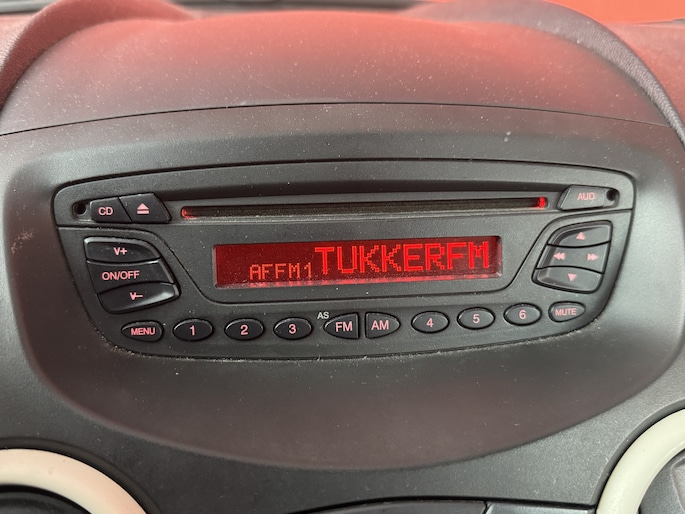 CD AUD
V+
AFFM1 TUKKERFM
ON/OFF
V–
AS
MENU 1 2 3 FM AM 4 5 6 MUTE